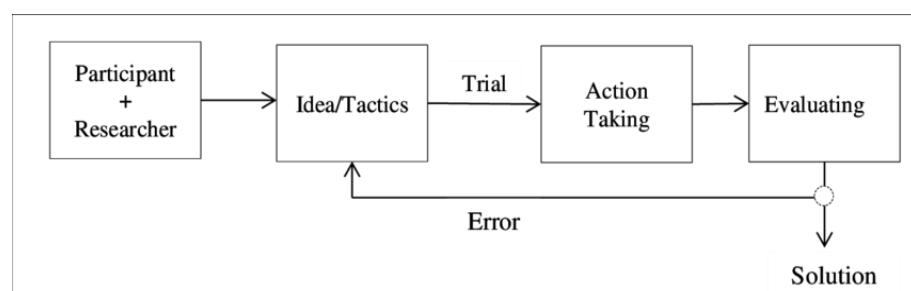 Participant
+
Researcher
Idea/Tactics
Trial
Action
Taking
Evaluating
Error
Solution